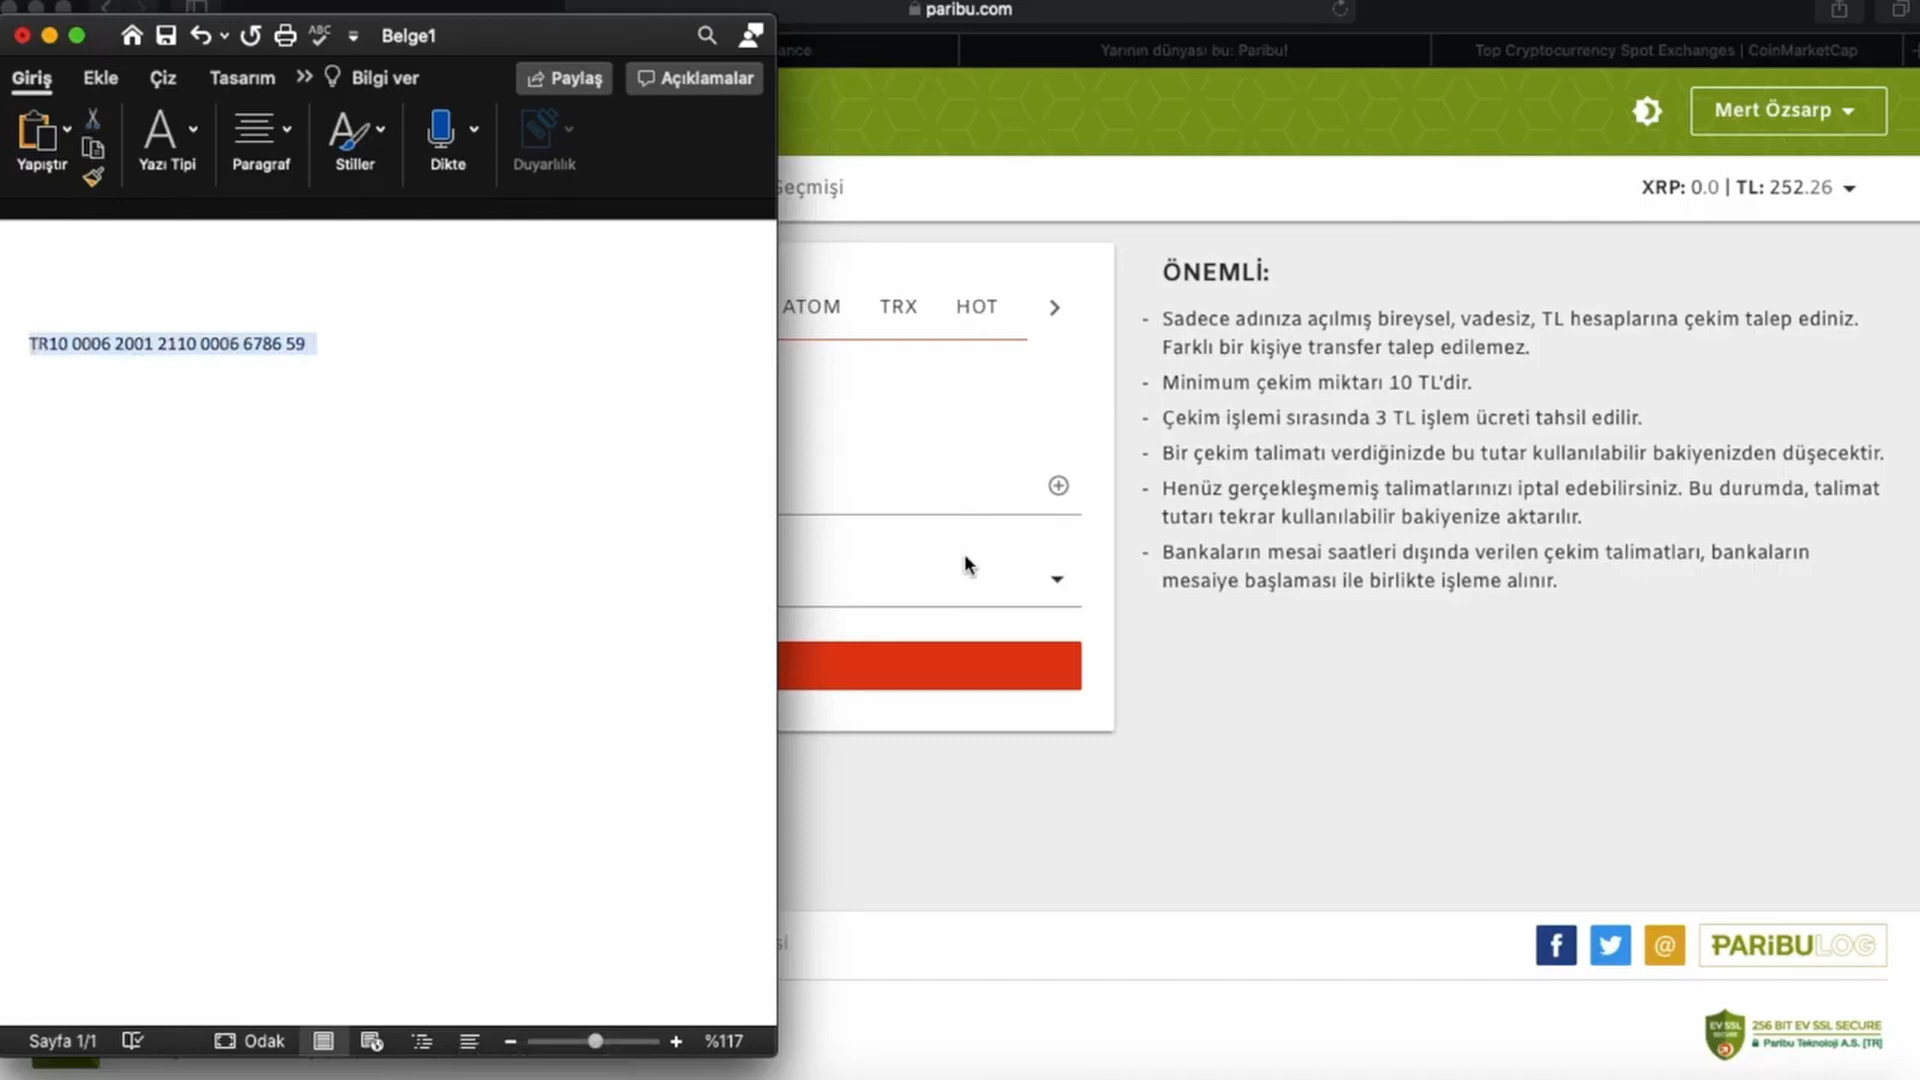 paribu.com
ance
Yarının dünyası bu: Paribu!
Top Cryptocurrency Spot Exchanges | CoinMarketCap
Belge1
Giriş
Ekle
Çiz
Tasarım
Bilgi ver
Paylaş
Açıklamalar
Yapıştır
Yazı Tipi
Paragraf
Stiller
Dikte
Duyarlılık
Mert Özsarp
Geçmişi
XRP: 0.0 | TL: 252.26
TR10 0006 2001 2110 0006 6786 59
ATOM
TRX
HOT
ÖNEMLİ:
- Sadece adınıza açılmış bireysel, vadesiz, TL hesaplarına çekim talep ediniz.
Farklı bir kişiye transfer talep edilemez.
- Minimum çekim miktarı 10 TL'dir.
- Çekim işlemi sırasında 3 TL işlem ücreti tahsil edilir.
- Bir çekim talimatı verdiğinizde bu tutar kullanılabilir bakiyenizden düşecektir.
- Henüz gerçekleşmemiş talimatlarınızı iptal edebilirsiniz. Bu durumda, talimat
tutarı tekrar kullanılabilir bakiyenize aktarılır.
- Bankaların mesai saatleri dışında verilen çekim talimatları, bankaların
mesaiye başlaması ile birlikte işleme alınır.
si
PARiBULOG
EV SSL
SECURE
256 BIT EV SSL SECURE
Paribu Teknoloji A.S. [TR]
Sayfa 1/1
Odak
%117